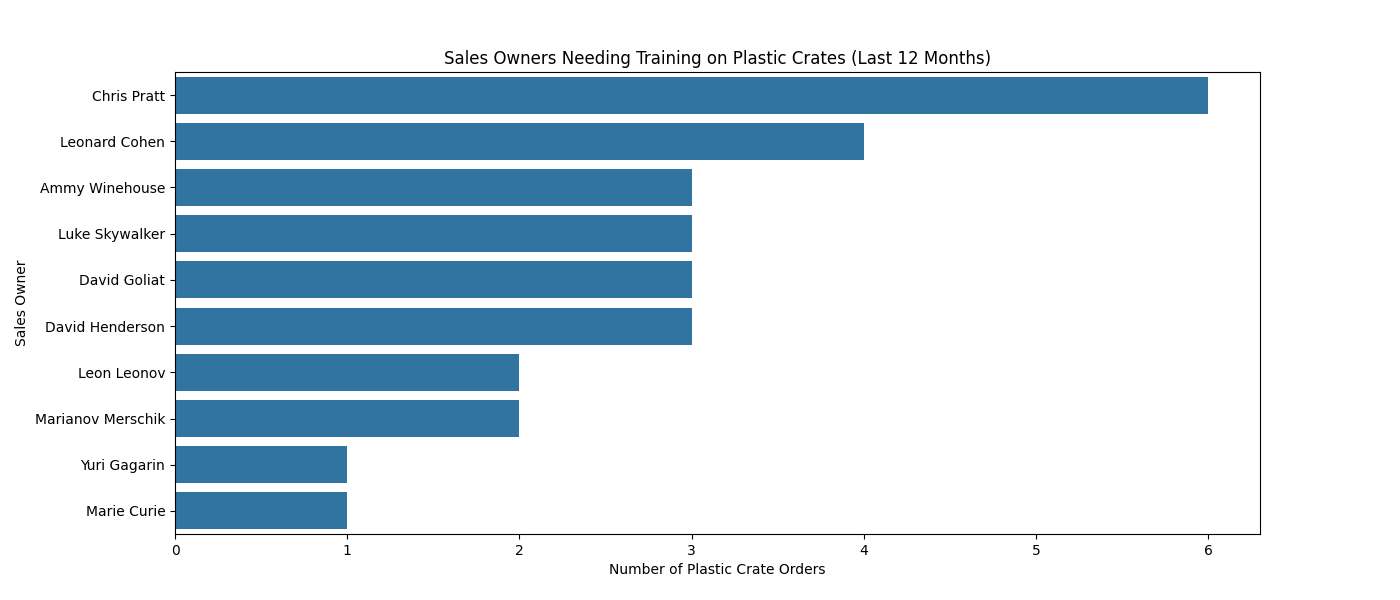 Sales Owners Needing Training on Plastic Crates (Last 12 Months)
Sales Owner
Chris Pratt
Leonard Cohen
Ammy Winehouse
Luke Skywalker
David Goliat
David Henderson
Leon Leonov
Marianov Merschik
Yuri Gagarin
Marie Curie
0 1 2 3 4 5 6
Number of Plastic Crate Orders